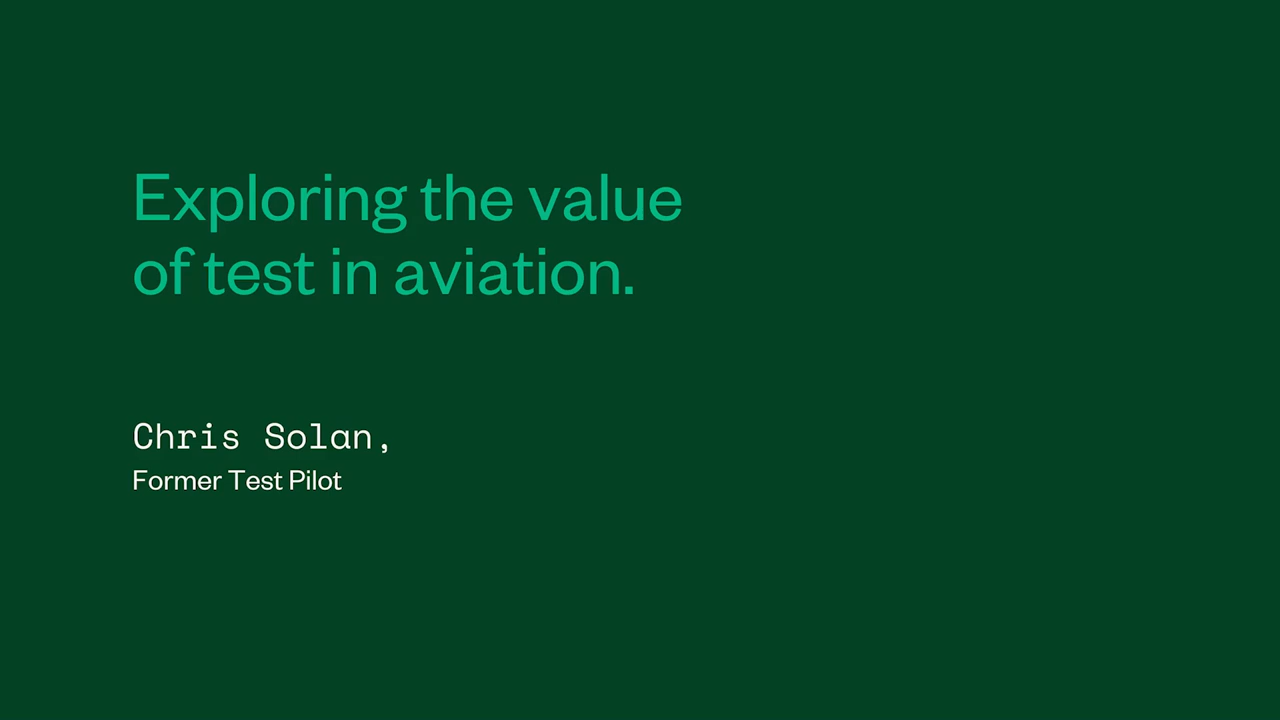 Exploring the value
of test in aviation.
Chris Solan,
Former Test Pilot